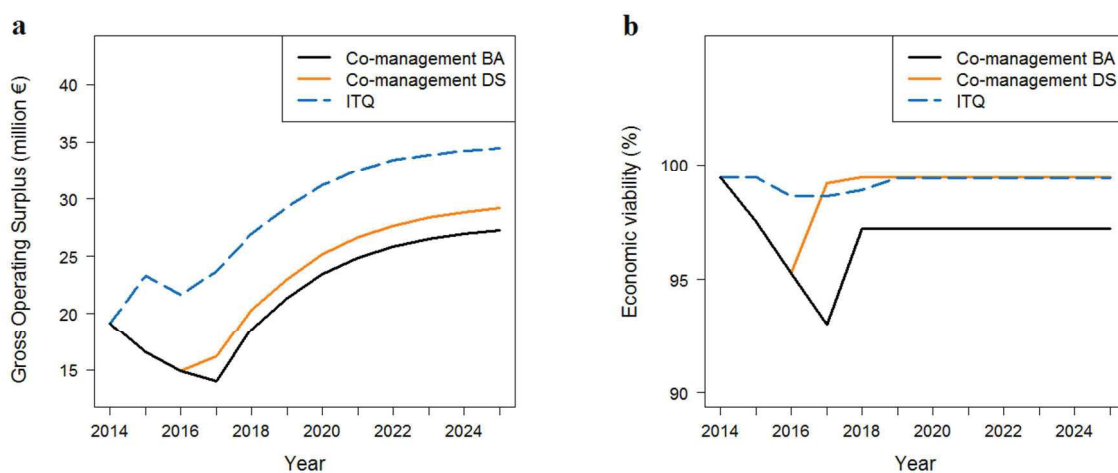 a
Gross Operating Surplus (million €)
40
35
30
25
20
15
Co-management BA
Co-management DS
ITQ
2014 2016 2018 2020 2022 2024
Year
b
Economic viability (%)
100
95
90
Co-management BA
Co-management DS
ITQ
2014 2016 2018 2020 2022 2024
Year